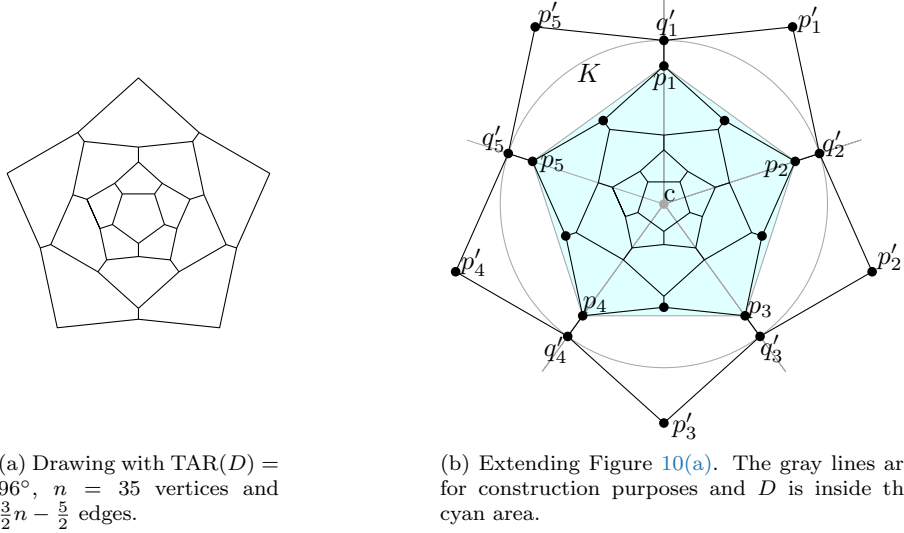 p′5
q′1
p′1
K
p1
q′5
p5
p2
q′2
c
p′4
p′2
p4
p3
q′4
q′3
p′3
(a) Drawing with TAR(D) =
96°, n = 35 vertices and
3/2 n − 5/2 edges.
(b) Extending Figure 10(a). The gray lines ar
for construction purposes and D is inside th
cyan area.